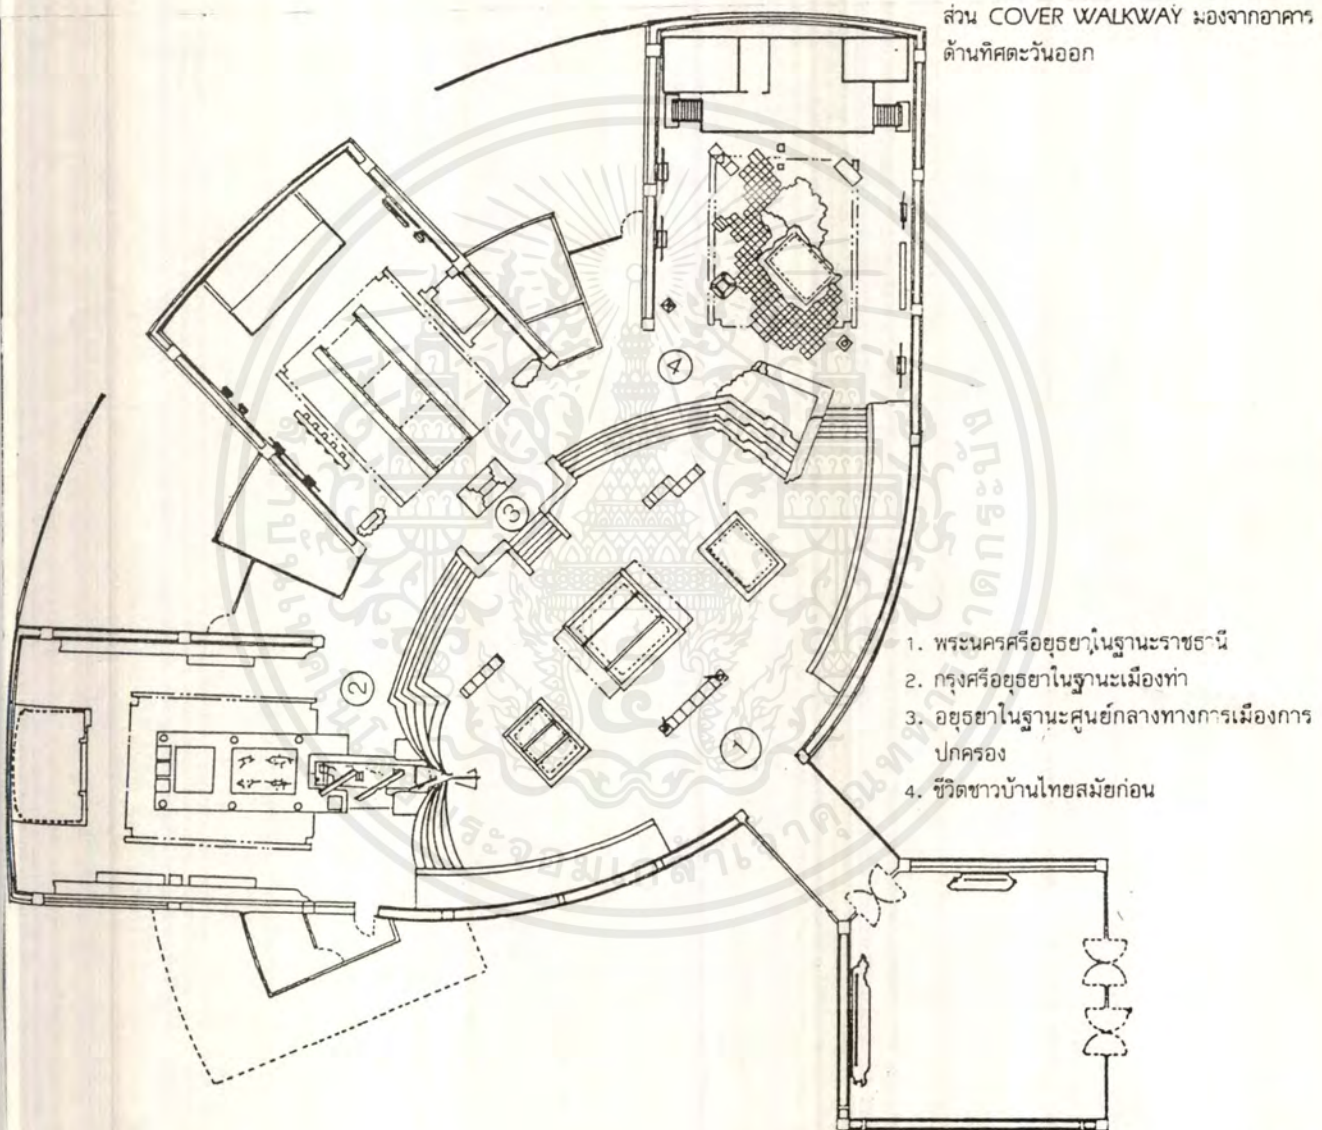 ส่วน COVER WALKWAY มองจากอาคาร
ด้านทิศตะวันออก
4
3
2
1
1. พระนครศรีอยุธยาในฐานะราชธานี
2. กรุงศรีอยุธยาในฐานะเมืองท่า
3. อยุธยาในฐานะศูนย์กลางทางการเมืองการ
ปกครอง
4. ชีวิตชาวบ้านไทยสมัยก่อน